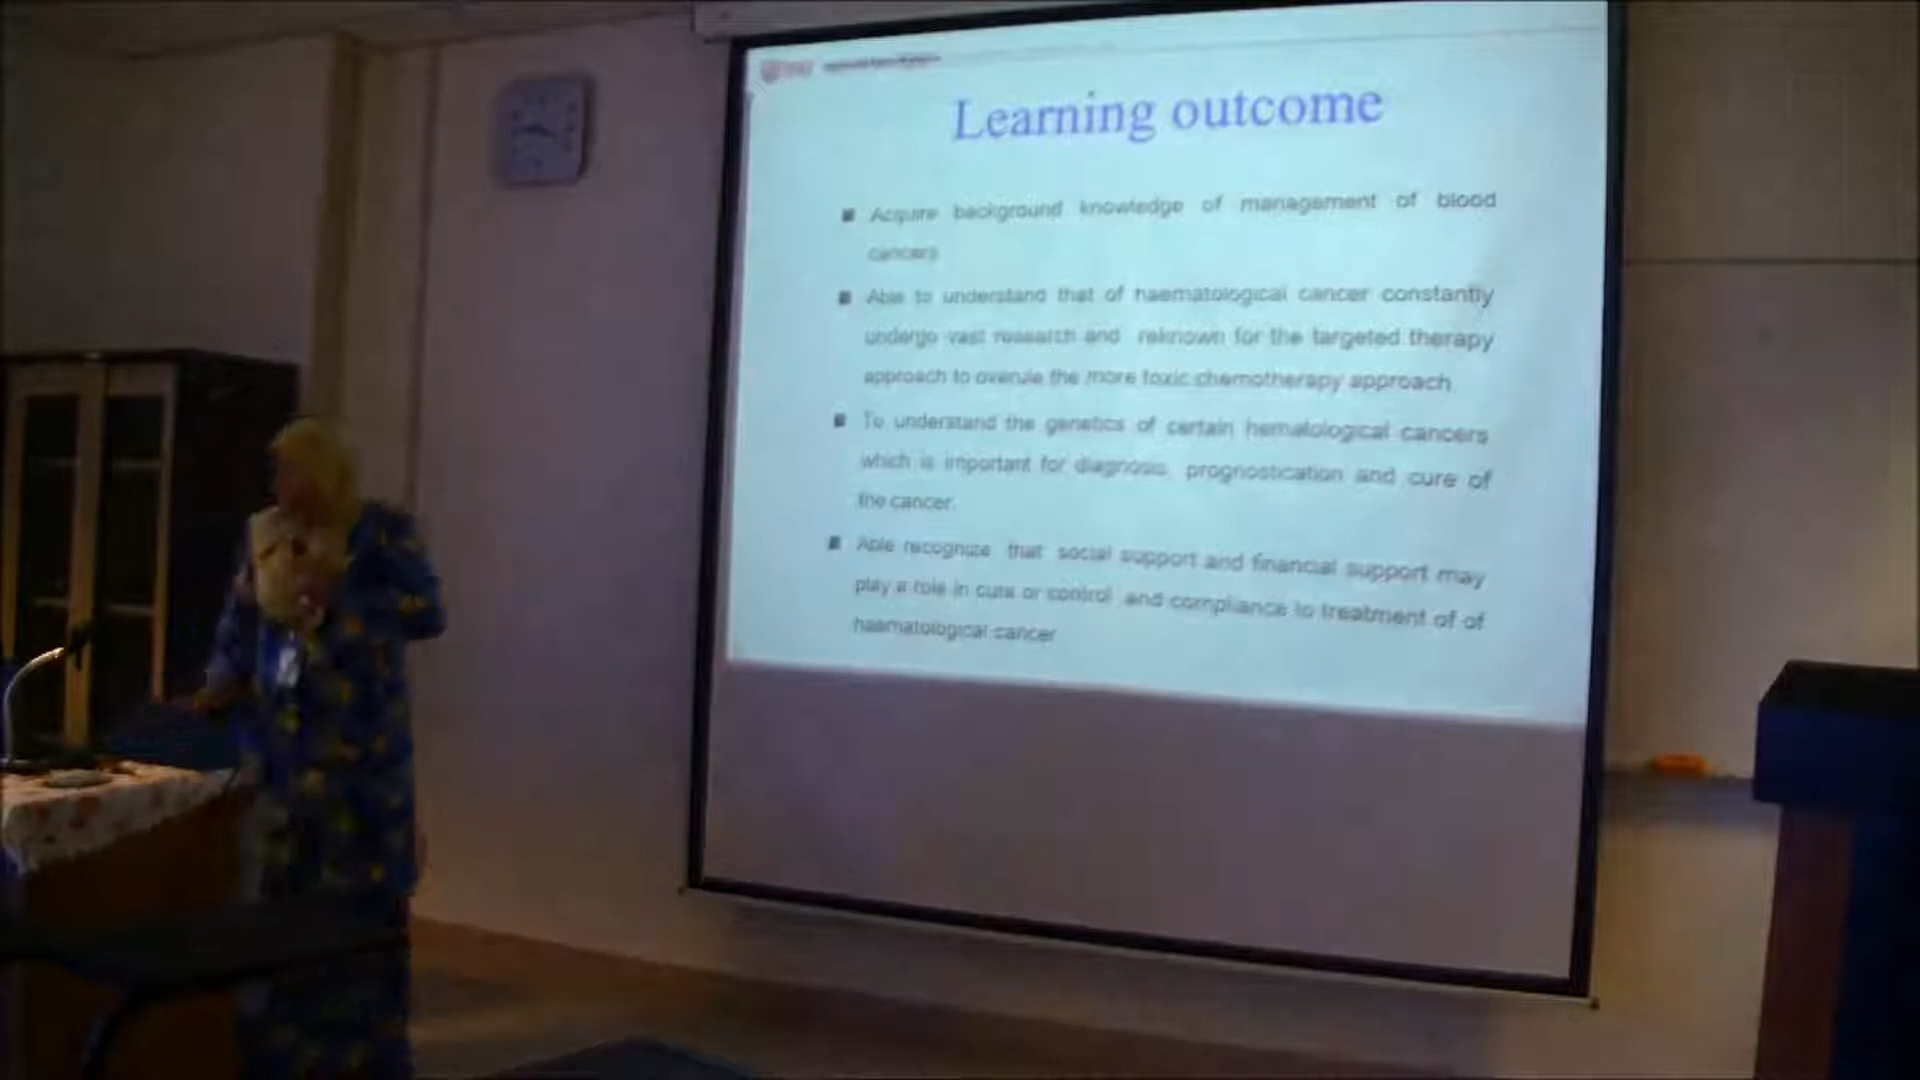 Learning outcome
Acquire background knowledge of management of blood
cancers
Able to understand that of haematological cancer constantly
undergo vast research and reknown for the targeted therapy
approach to overule the more toxic chemotherapy approach
To understand the genetics of certain hematological cancers
which is important for diagnosis, prognostication and cure of
the cancer.
Able recognize that social support and financial support may
play a role in cure or control and compliance to treatment of of
haematological cancer